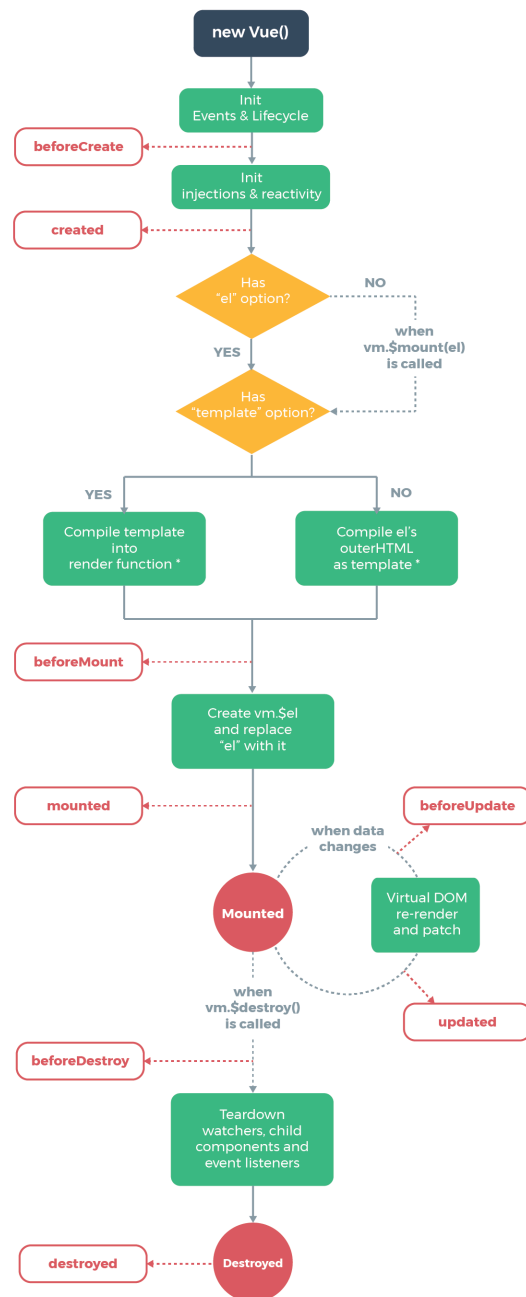 new Vue()
Init
Events & Lifecycle
beforeCreate
Init
injections & reactivity
created
Has
“el” option?
NO
when
vm.$mount(el)
is called
YES
Has
“template” option?
YES
NO
Compile template
into
render function *
Compile el’s
outerHTML
as template *
beforeMount
Create vm.$el
and replace
“el” with it
mounted
beforeUpdate
when data
changes
Mounted
Virtual DOM
re-render
and patch
when
vm.$destroy()
is called
updated
beforeDestroy
Teardown
watchers, child
components and
event listeners
destroyed
Destroyed